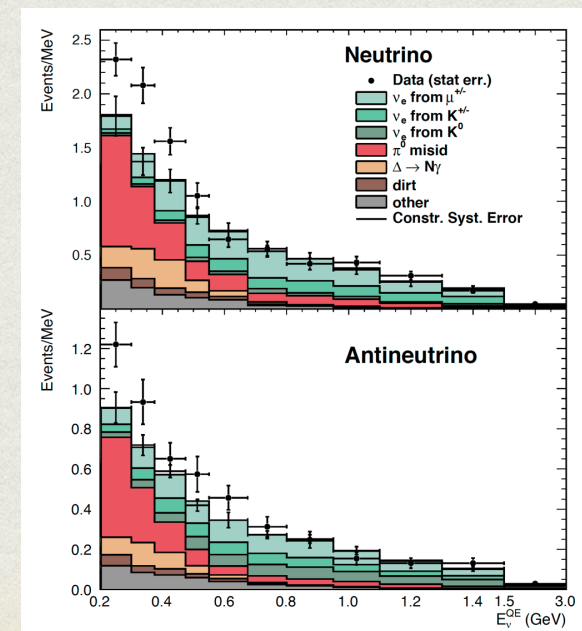 Events/MeV
2.5
2.0
1.5
1.0
0.5
Neutrino
Data (stat err.)
νe from μ+/-
νe from K+/-
νe from K0
π0 misid
Δ → Nγ
dirt
other
Constr. Syst. Error
Events/MeV
1.2
1.0
0.8
0.6
0.4
0.2
0.0
Antineutrino
0.2 0.4 0.6 0.8 1.0 1.2 1.4 1.5 3.0
EνQE (GeV)